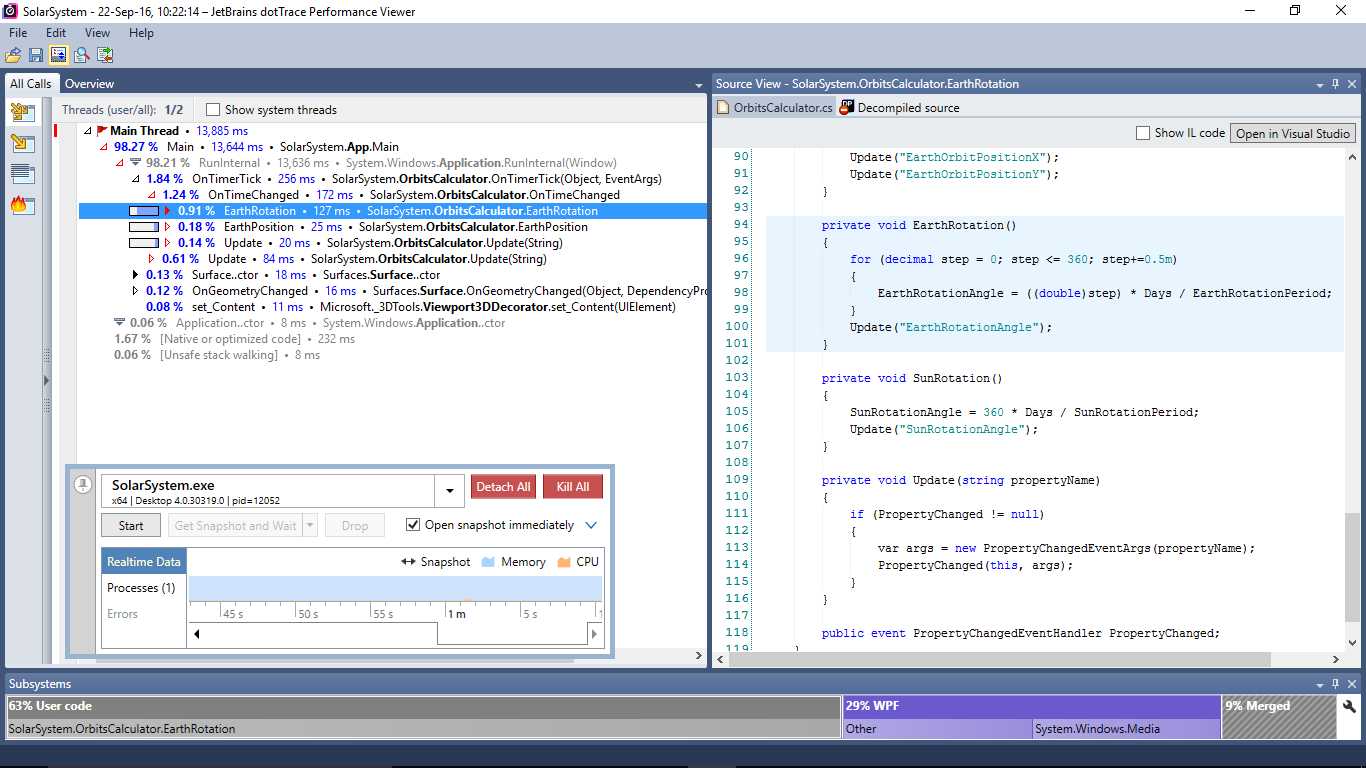 SolarSystem - 22-Sep-16, 10:22:14 – JetBrains dotTrace Performance Viewer
File Edit View Help
All Calls Overview
Threads (user/all): 1/2 Show system threads
Main Thread • 13,885 ms
98.27 % Main • 13,644 ms • SolarSystem.App.Main
98.21 % RunInternal • 13,636 ms • System.Windows.Application.RunInternal(Window)
1.84 % OnTimerTick • 256 ms • SolarSystem.OrbitsCalculator.OnTimerTick(Object, EventArgs)
1.24 % OnTimeChanged • 172 ms • SolarSystem.OrbitsCalculator.OnTimeChanged
0.91 % EarthRotation • 127 ms • SolarSystem.OrbitsCalculator.EarthRotation
0.18 % EarthPosition • 25 ms • SolarSystem.OrbitsCalculator.EarthPosition
0.14 % Update • 20 ms • SolarSystem.OrbitsCalculator.Update(String)
0.61 % Update • 84 ms • SolarSystem.OrbitsCalculator.Update(String)
0.13 % Surface..ctor • 18 ms • Surfaces.Surface..ctor
0.12 % OnGeometryChanged • 16 ms • Surfaces.Surface.OnGeometryChanged(Object, DependencyPro
0.08 % set_Content • 11 ms • Microsoft._3DTools.Viewport3DDecorator.set_Content(UIElement)
0.06 % Application..ctor • 8 ms • System.Windows.Application..ctor
1.67 % [Native or optimized code] • 232 ms
0.06 % [Unsafe stack walking] • 8 ms
SolarSystem.exe
x64 | Desktop 4.0.30319.0 | pid=12052
Detach All Kill All
Start Get Snapshot and Wait Drop Open snapshot immediately
Realtime Data Snapshot Memory CPU
Processes (1)
Errors
45 s 50 s 55 s 1 m 5 s 1
Source View - SolarSystem.OrbitsCalculator.EarthRotation
OrbitsCalculator.cs DP Decompiled source
Show IL code Open in Visual Studio
90 Update("EarthOrbitPositionX");
91 Update("EarthOrbitPositionY");
92 }
93
94 private void EarthRotation()
95 {
96 for (decimal step = 0; step <= 360; step+=0.5m)
97 {
98 EarthRotationAngle = ((double)step) * Days / EarthRotationPeriod;
99 }
100 Update("EarthRotationAngle");
101 }
102
103 private void SunRotation()
104 {
105 SunRotationAngle = 360 * Days / SunRotationPeriod;
106 Update("SunRotationAngle");
107 }
108
109 private void Update(string propertyName)
110 {
111 if (PropertyChanged != null)
112 {
113 var args = new PropertyChangedEventArgs(propertyName);
114 PropertyChanged(this, args);
115 }
116 }
117
118 public event PropertyChangedEventHandler PropertyChanged;
119 }
Subsystems
63% User code 29% WPF 9% Merged
SolarSystem.OrbitsCalculator.EarthRotation Other System.Windows.Media